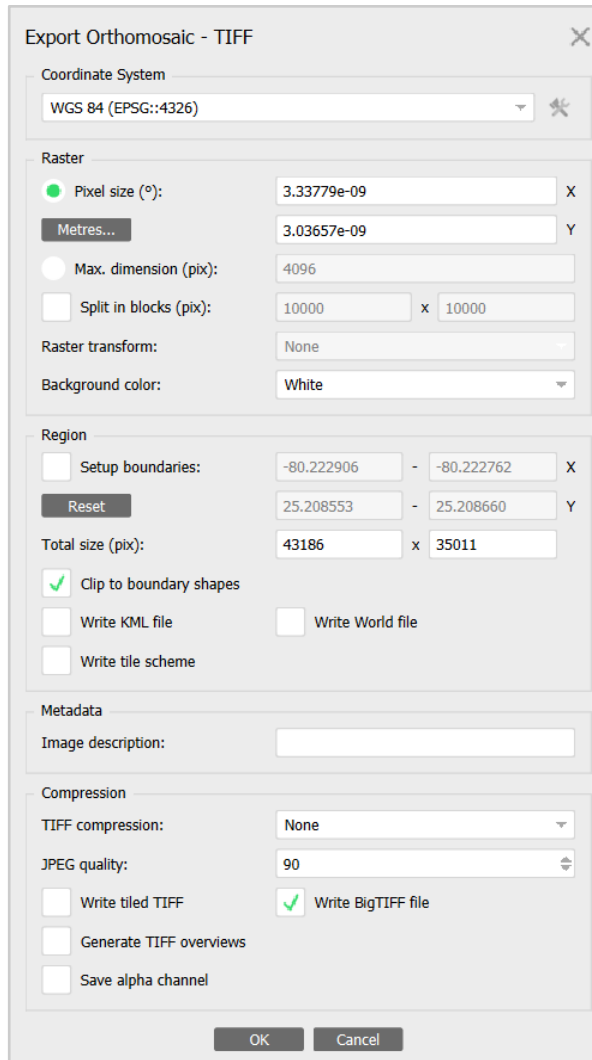 Export Orthomosaic - TIFF
Coordinate System
WGS 84 (EPSG::4326)
Raster
Pixel size (°): 3.33779e-09 X
Metres... 3.03657e-09 Y
Max. dimension (pix): 4096
Split in blocks (pix): 10000 x 10000
Raster transform: None
Background color: White
Region
Setup boundaries: -80.222906 - -80.222762 X
Reset 25.208553 - 25.208660 Y
Total size (pix): 43186 x 35011
Clip to boundary shapes
Write KML file Write World file
Write tile scheme
Metadata
Image description:
Compression
TIFF compression: None
JPEG quality: 90
Write tiled TIFF Write BigTIFF file
Generate TIFF overviews
Save alpha channel
OK Cancel